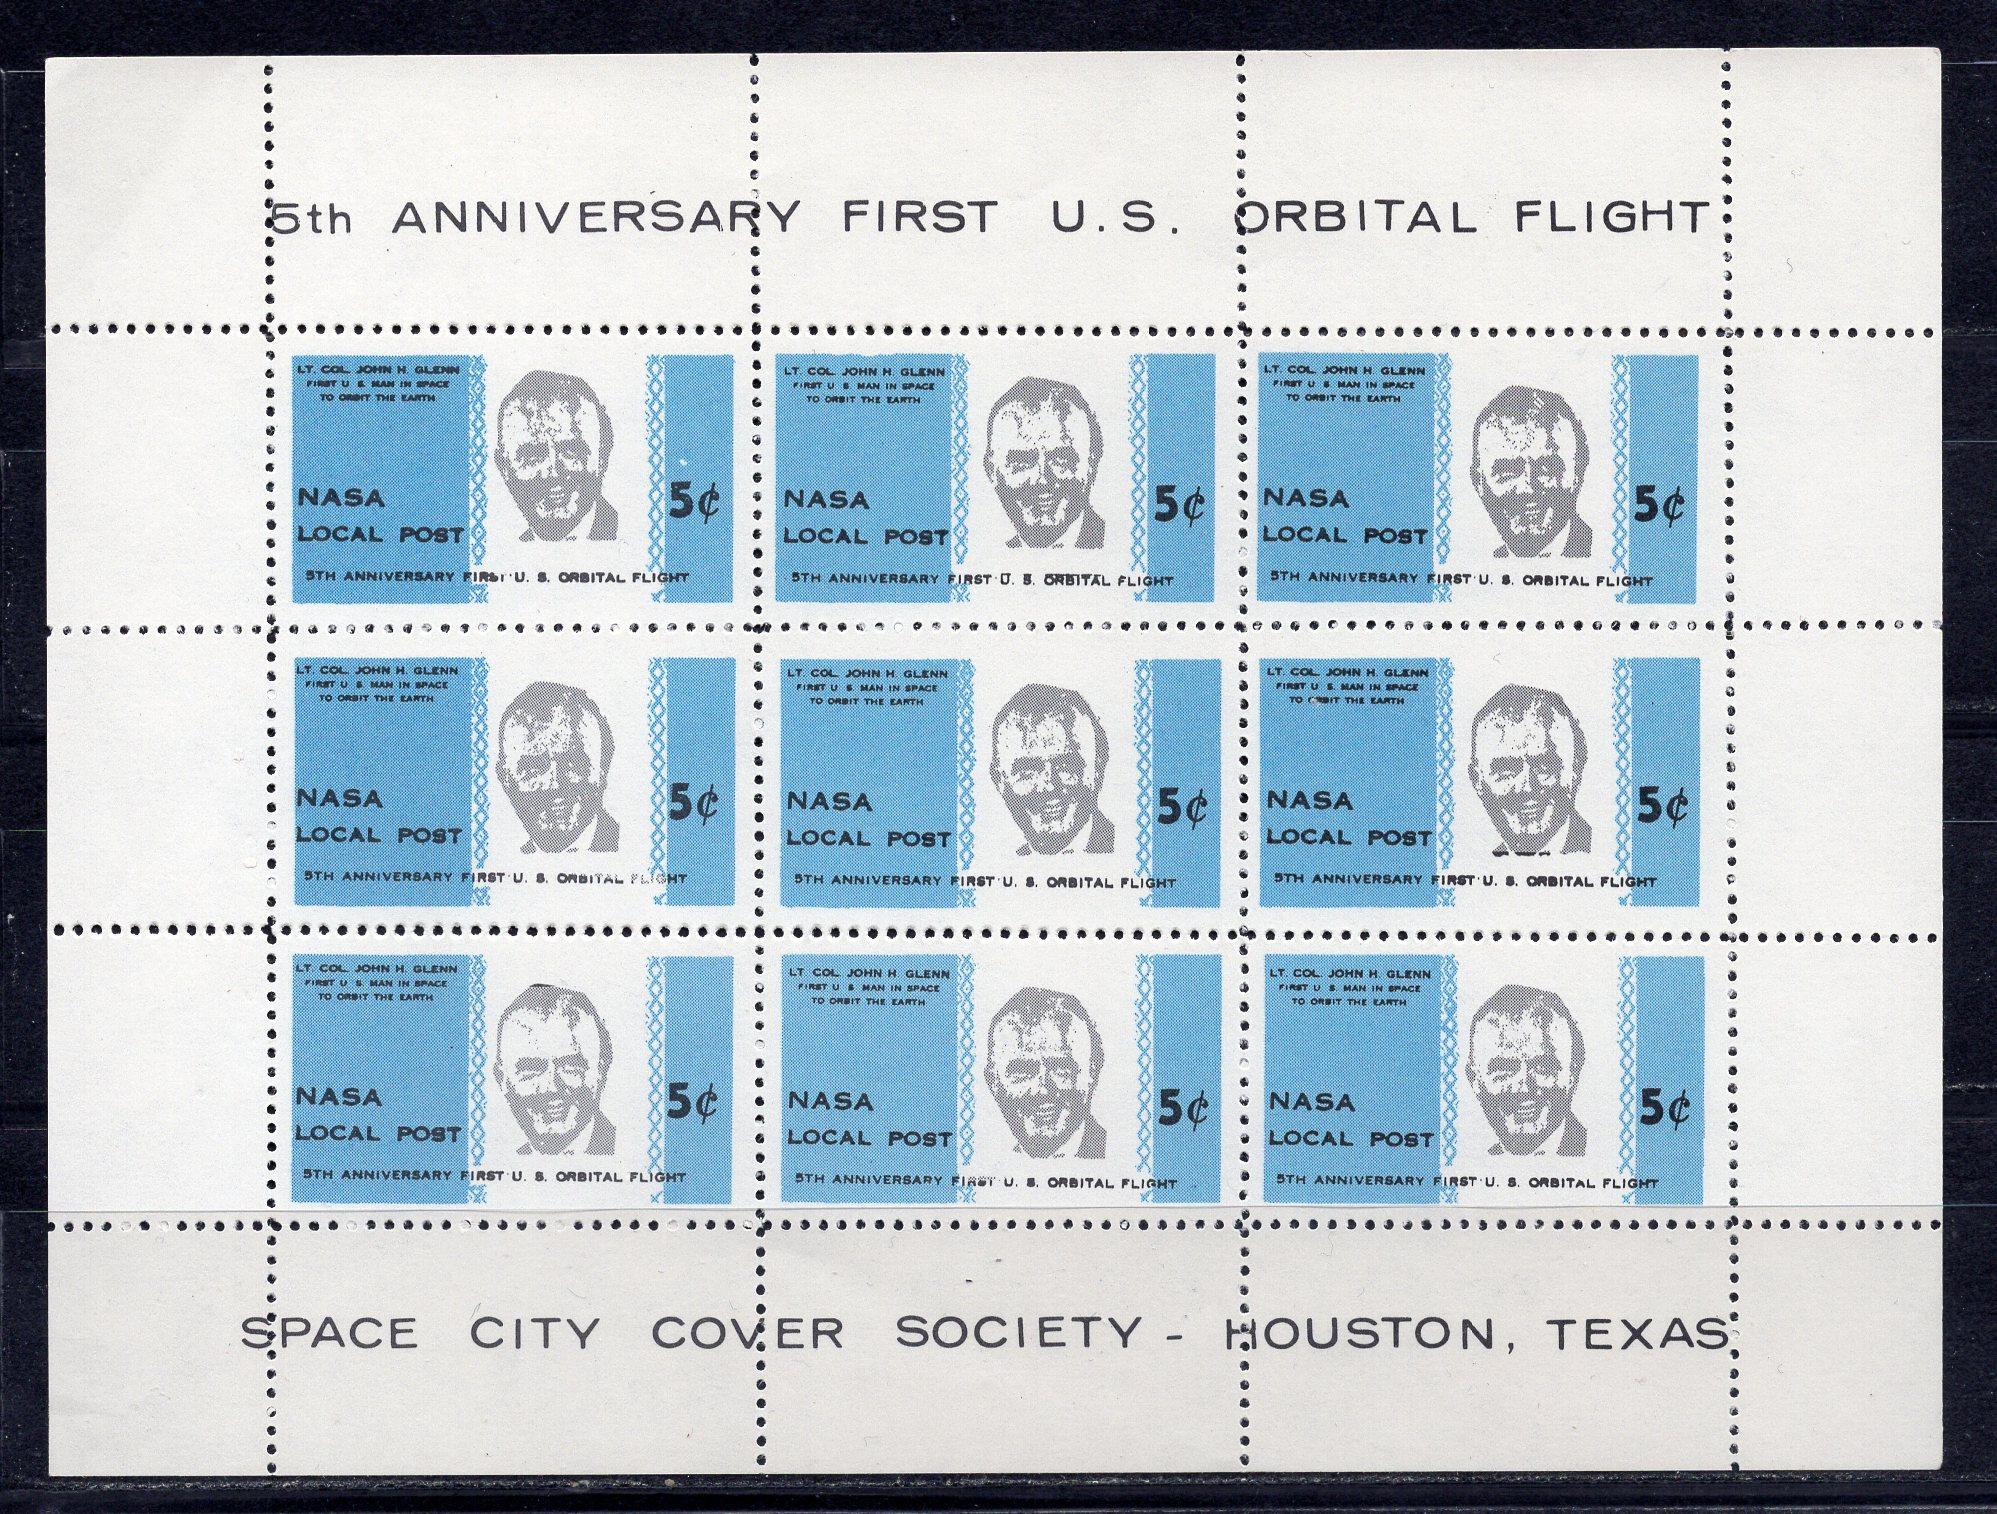 5th ANNIVERSARY FIRST U.S. ORBITAL FLIGHT
LT. COL. JOHN H. GLENN
FIRST U S MAN IN SPACE
TO ORBIT THE EARTH
NASA
LOCAL POST
5¢
5TH ANNIVERSARY FIRST U. S. ORBITAL FLIGHT
LT. COL. JOHN H. GLENN
FIRST U S MAN IN SPACE
TO ORBIT THE EARTH
NASA
LOCAL POST
5¢
5TH ANNIVERSARY FIRST U. S. ORBITAL FLIGHT
LT. COL. JOHN H. GLENN
FIRST U S MAN IN SPACE
TO ORBIT THE EARTH
NASA
LOCAL POST
5¢
5TH ANNIVERSARY FIRST U. S. ORBITAL FLIGHT
LT. COL. JOHN H. GLENN
FIRST U S MAN IN SPACE
TO ORBIT THE EARTH
NASA
LOCAL POST
5¢
5TH ANNIVERSARY FIRST U. S. ORBITAL FLIGHT
LT. COL. JOHN H. GLENN
FIRST U S MAN IN SPACE
TO ORBIT THE EARTH
NASA
LOCAL POST
5¢
5TH ANNIVERSARY FIRST U. S. ORBITAL FLIGHT
LT. COL. JOHN H. GLENN
FIRST U S MAN IN SPACE
TO ORBIT THE EARTH
NASA
LOCAL POST
5¢
5TH ANNIVERSARY FIRST U. S. ORBITAL FLIGHT
LT. COL. JOHN H. GLENN
FIRST U S MAN IN SPACE
TO ORBIT THE EARTH
NASA
LOCAL POST
5¢
5TH ANNIVERSARY FIRST U. S. ORBITAL FLIGHT
LT. COL. JOHN H. GLENN
FIRST U S MAN IN SPACE
TO ORBIT THE EARTH
NASA
LOCAL POST
5¢
5TH ANNIVERSARY FIRST U. S. ORBITAL FLIGHT
LT. COL. JOHN H. GLENN
FIRST U S MAN IN SPACE
TO ORBIT THE EARTH
NASA
LOCAL POST
5¢
5TH ANNIVERSARY FIRST U. S. ORBITAL FLIGHT
SPACE CITY COVER SOCIETY - HOUSTON, TEXAS